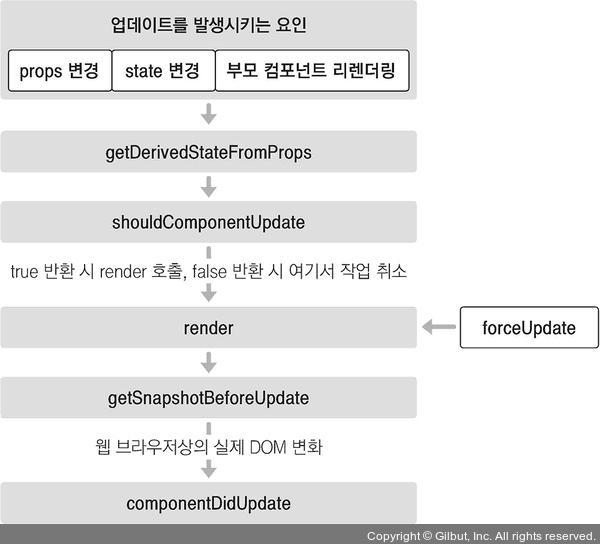 업데이트를 발생시키는 요인
props 변경 state 변경 부모 컴포넌트 리렌더링
getDerivedStateFromProps
shouldComponentUpdate
true 반환 시 render 호출, false 반환 시 여기서 작업 취소
render forceUpdate
getSnapshotBeforeUpdate
웹 브라우저상의 실제 DOM 변화
componentDidUpdate
Copyright © Gilbut, Inc. All rights reserved.